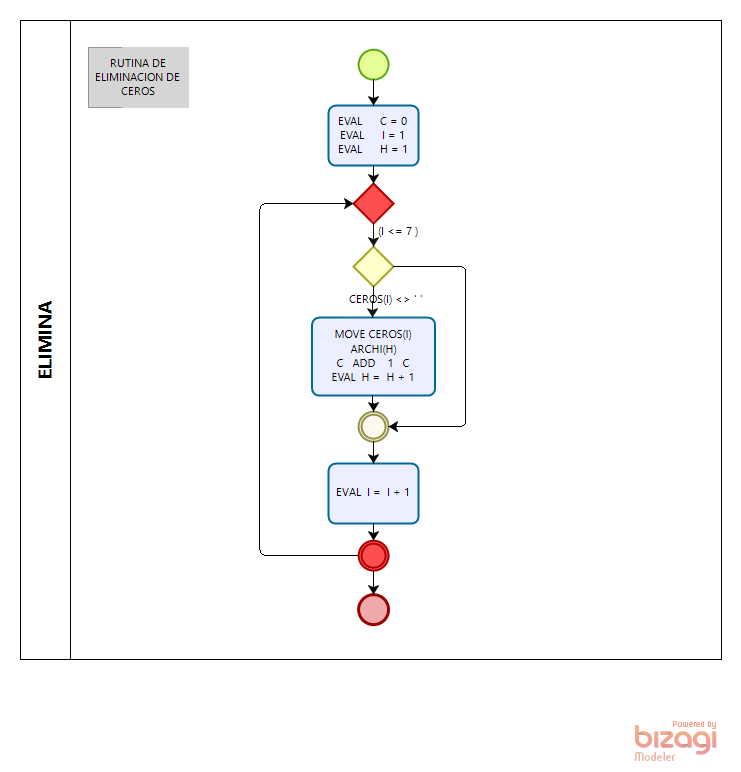 ELIMINA
RUTINA DE
ELIMINACION DE
CEROS
EVAL C = 0
EVAL I = 1
EVAL H = 1
(I <= 7 )
CEROS(I) <> ' '
MOVE CEROS(I)
ARCHI(H)
C ADD 1 C
EVAL H = H + 1
EVAL I = I + 1
Powered by
bizagi
Modeler